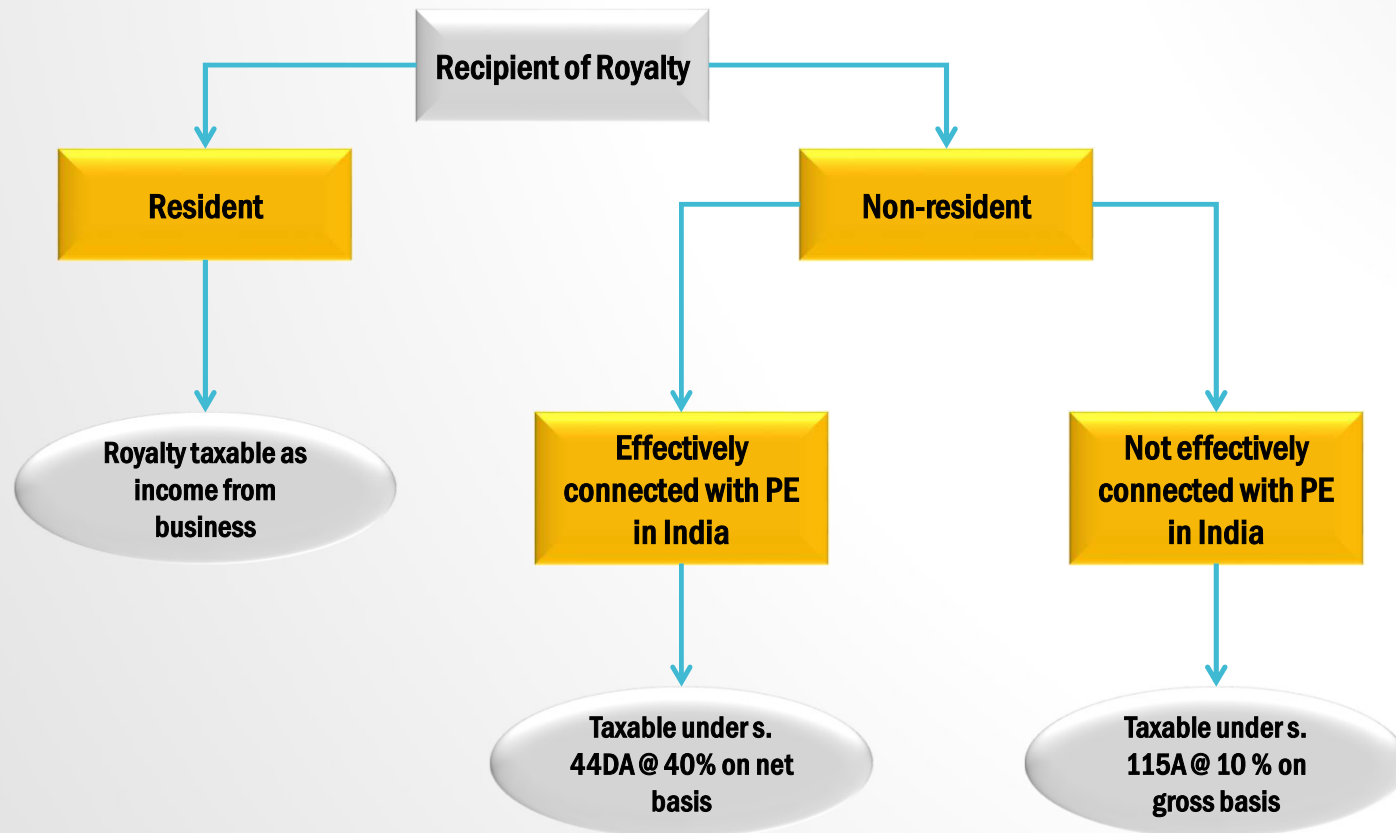 Recipient of Royalty
Resident
Non-resident
Royalty taxable as
income from
business
Effectively
connected with PE
in India
Not effectively
connected with PE
in India
Taxable under s.
44DA @ 40% on net
basis
Taxable under s.
115A @ 10 % on
gross basis